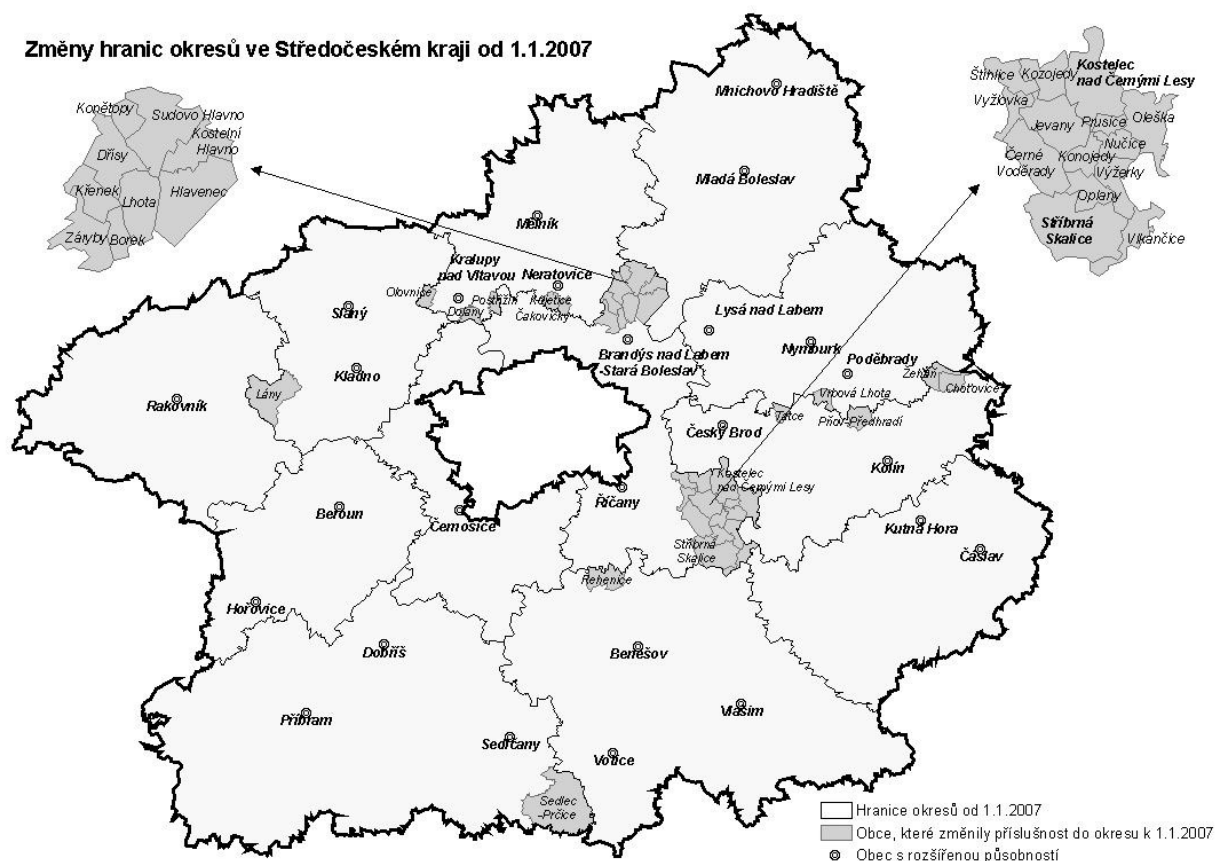 Změny hranic okresů ve Středočeském kraji od 1.1.2007
Konětopy
Sudovo Hlavno
Kostelní
Hlavno
Dřísy
Křenek
Lhota
Hlavenec
Záryby
Borek
Štíhlice
Kozojedy
Kostelec
nad Černými Lesy
Vyžlovka
Jevany
Prusice
Oleška
Nučice
Černé
Voděrady
Konojedy
Výžerky
Oplany
Stříbrná
Skalice
Vlkančice
Mnichovo Hradiště
Mladá Boleslav
Mělník
Kralupy
nad Vltavou
Neratovice
Olovnice
Postřižín
Kojetice
Dolany
Čakovičky
Slaný
Lysá nad Labem
Nymburk
Brandýs nad Labem
-Stará Boleslav
Poděbrady
Kladno
Žehuň
Choťovice
Rakovník
Lány
Vrbová Lhota
Tatce
Pňov-Předhradí
Český Brod
Kolín
Kostelec
nad Černými Lesy
Říčany
Beroun
Černošice
Kutná Hora
Stříbrná
Skalice
Čáslav
Řehenice
Hořovice
Dobříš
Benešov
Příbram
Vlašim
Sedlčany
Votice
Sedlec
-Prčice
Hranice okresů od 1.1.2007
Obce, které změnily příslušnost do okresu k 1.1.2007
Obec s rozšířenou působností